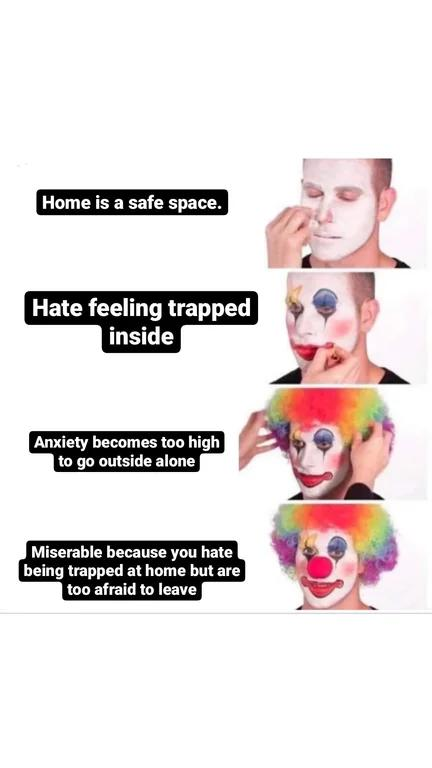 Home is a safe space.
Hate feeling trapped
inside
Anxiety becomes too high
to go outside alone
Miserable because you hate
being trapped at home but are
too afraid to leave